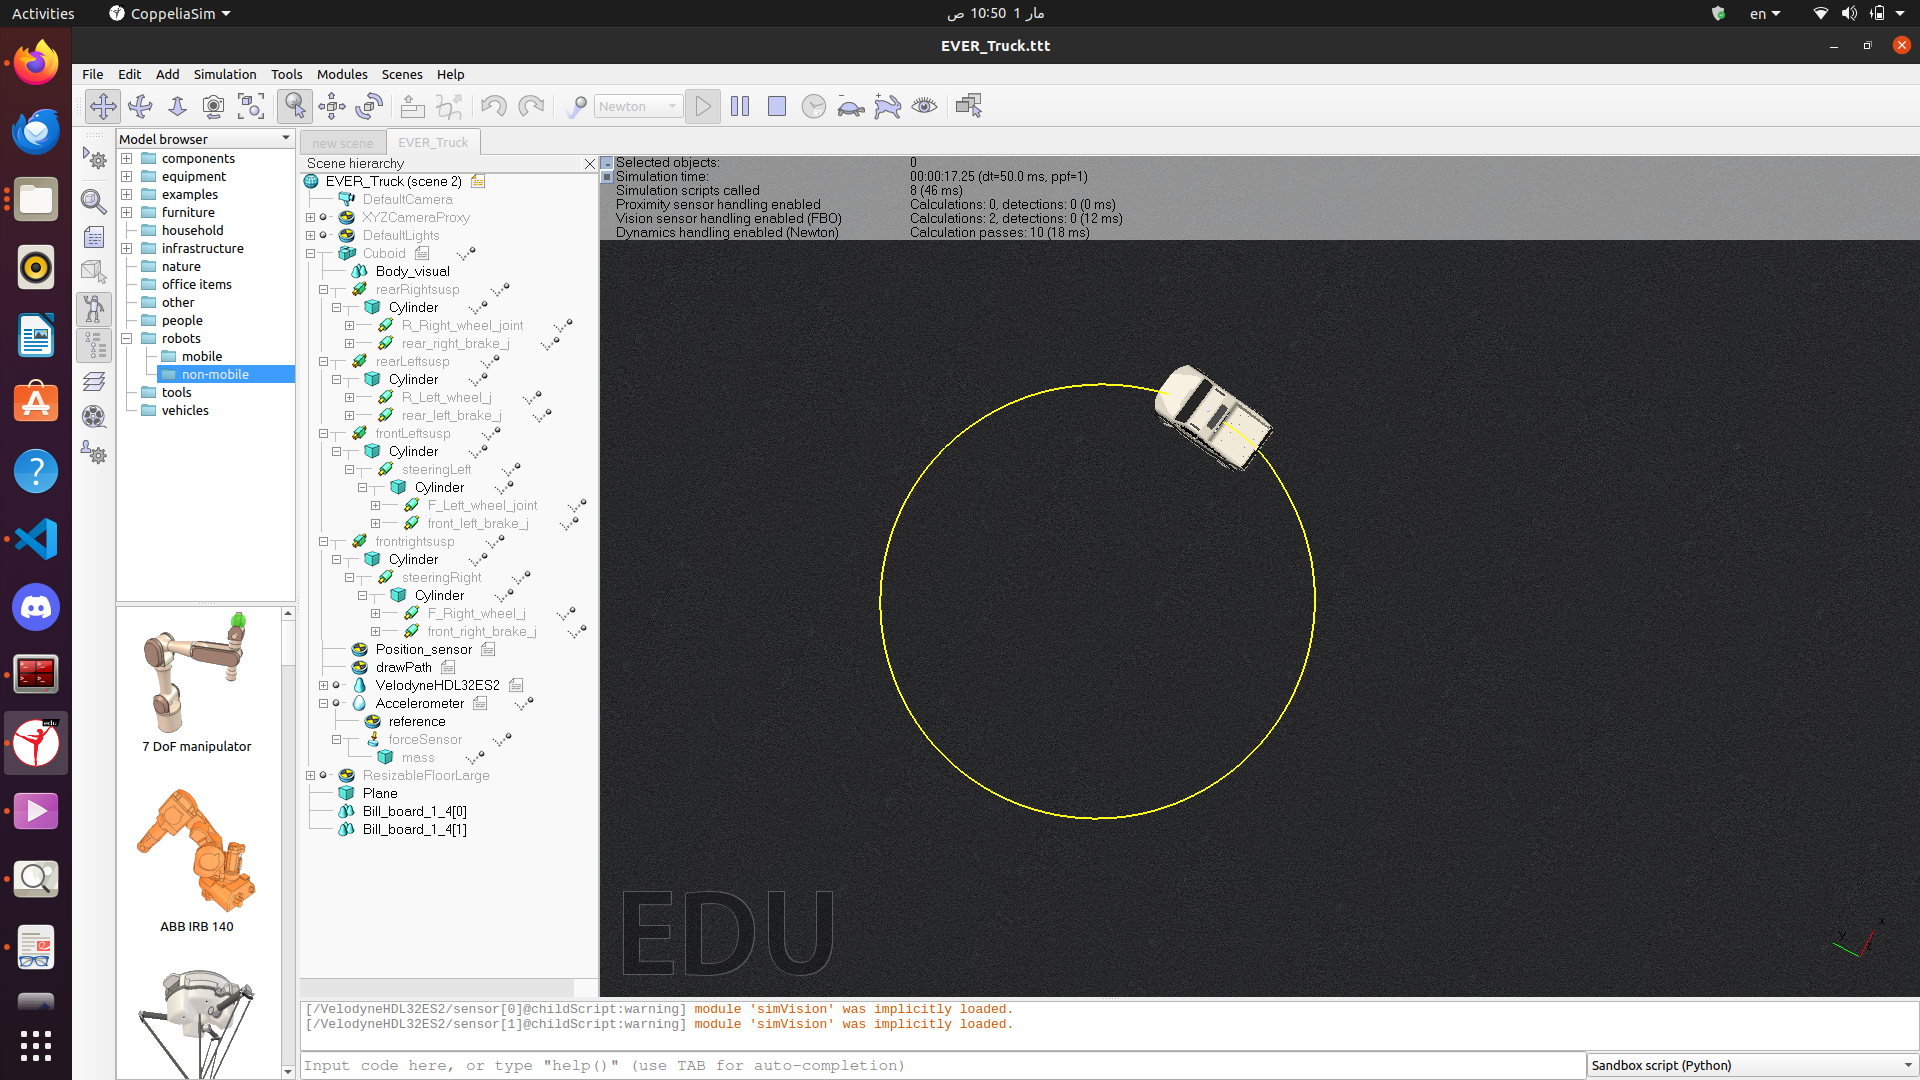 Activities
CoppeliaSim
ص 10:50 1 مار
en
EVER_Truck.ttt
File Edit Add Simulation Tools Modules Scenes Help
Newton
Model browser
components
equipment
examples
furniture
household
infrastructure
nature
office items
other
people
robots
mobile
non-mobile
tools
vehicles
7 DoF manipulator
ABB IRB 140
new scene
EVER_Truck
Scene hierarchy
EVER_Truck (scene 2)
DefaultCamera
XYZCameraProxy
DefaultLights
Cuboid
Body_visual
rearRightsusp
Cylinder
R_Right_wheel_joint
rear_right_brake_j
rearLeftsusp
Cylinder
R_Left_wheel_j
rear_left_brake_j
frontLeftsusp
Cylinder
steeringLeft
Cylinder
F_Left_wheel_joint
front_left_brake_j
frontrightsusp
Cylinder
steeringRight
Cylinder
F_Right_wheel_j
front_right_brake_j
Position_sensor
drawPath
VelodyneHDL32ES2
Accelerometer
reference
forceSensor
mass
ResizableFloorLarge
Plane
Bill_board_1_4[0]
Bill_board_1_4[1]
Selected objects: 0
Simulation time: 00:00:17.25 (dt=50.0 ms, ppf=1)
Simulation scripts called 8 (46 ms)
Proximity sensor handling enabled Calculations: 0, detections: 0 (0 ms)
Vision sensor handling enabled (FBO) Calculations: 2, detections: 0 (12 ms)
Dynamics handling enabled (Newton) Calculation passes: 10 (18 ms)
EDU
x
y
z
[/VelodyneHDL32ES2/sensor[0]@childScript:warning] module 'simVision' was implicitly loaded.
[/VelodyneHDL32ES2/sensor[1]@childScript:warning] module 'simVision' was implicitly loaded.
Input code here, or type "help()" (use TAB for auto-completion)
Sandbox script (Python)
edu